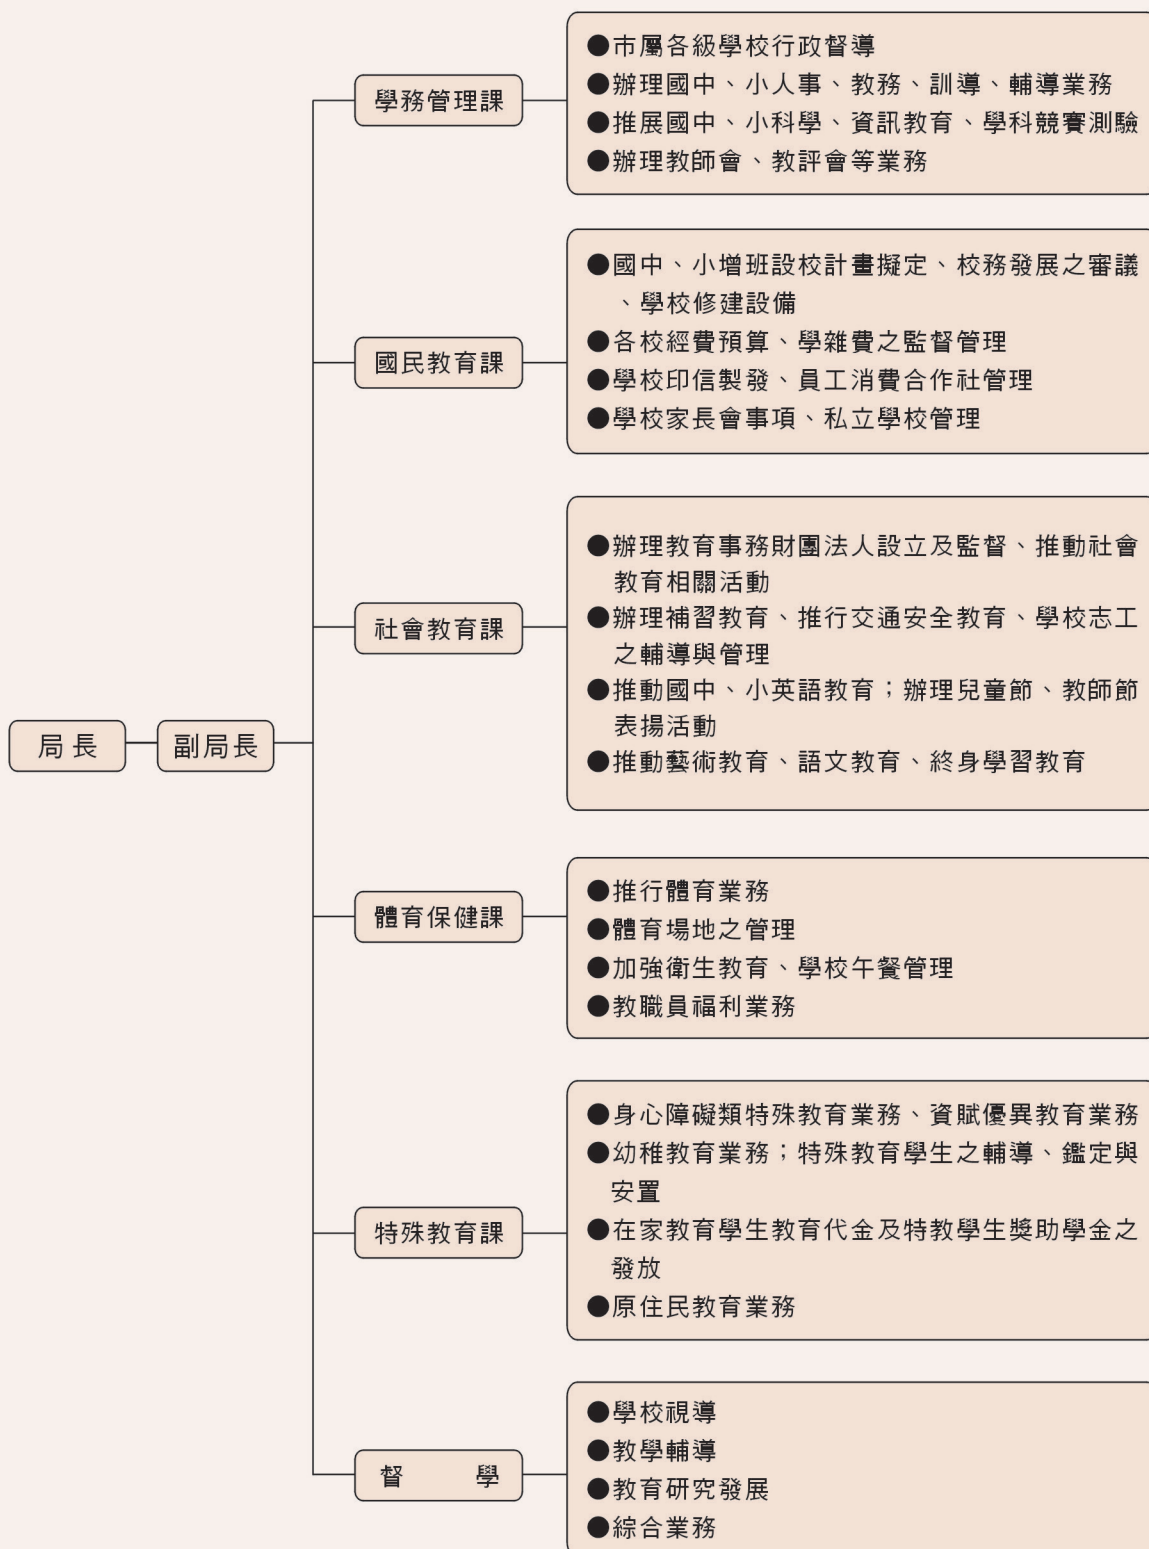 學務管理課
●市屬各級學校行政督導
●辦理國中、小人事、教務、訓導、輔導業務
●推展國中、小科學、資訊教育、學科競賽測驗
●辦理教師會、教評會等業務
國民教育課
●國中、小增班設校計畫擬定、校務發展之審議
、學校修建設備
●各校經費預算、學雜費之監督管理
●學校印信製發、員工消費合作社管理
●學校家長會事項、私立學校管理
社會教育課
●辦理教育事務財團法人設立及監督、推動社會
教育相關活動
●辦理補習教育、推行交通安全教育、學校志工
之輔導與管理
●推動國中、小英語教育；辦理兒童節、教師節
表揚活動
●推動藝術教育、語文教育、終身學習教育
局長
副局長
體育保健課
●推行體育業務
●體育場地之管理
●加強衛生教育、學校午餐管理
●教職員福利業務
特殊教育課
●身心障礙類特殊教育業務、資賦優異教育業務
●幼稚教育業務；特殊教育學生之輔導、鑑定與
安置
●在家教育學生教育代金及特教學生獎助學金之
發放
●原住民教育業務
督 學
●學校視導
●教學輔導
●教育研究發展
●綜合業務